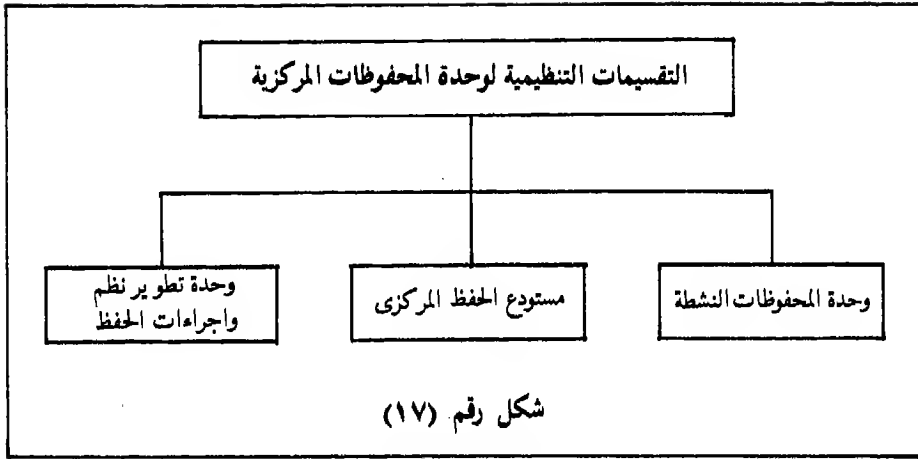 التقسيمات التنظيمية لوحدة المحفوظات المركزية
وحدة المحفوظات النشطة
مستودع الحفظ المركزى
وحدة تطوير نظم
واجراءات الحفظ
شكل رقم (١٧)